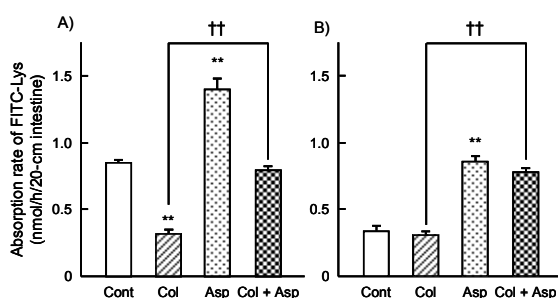 A)
††
B)
††
Absorption rate of FITC-Lys
(nmol/h/20-cm intestine)
1.5
1.0
0.5
0
**
**
Cont Col Asp Col + Asp
1.5
1.0
0.5
0
**
Cont Col Asp Col + Asp